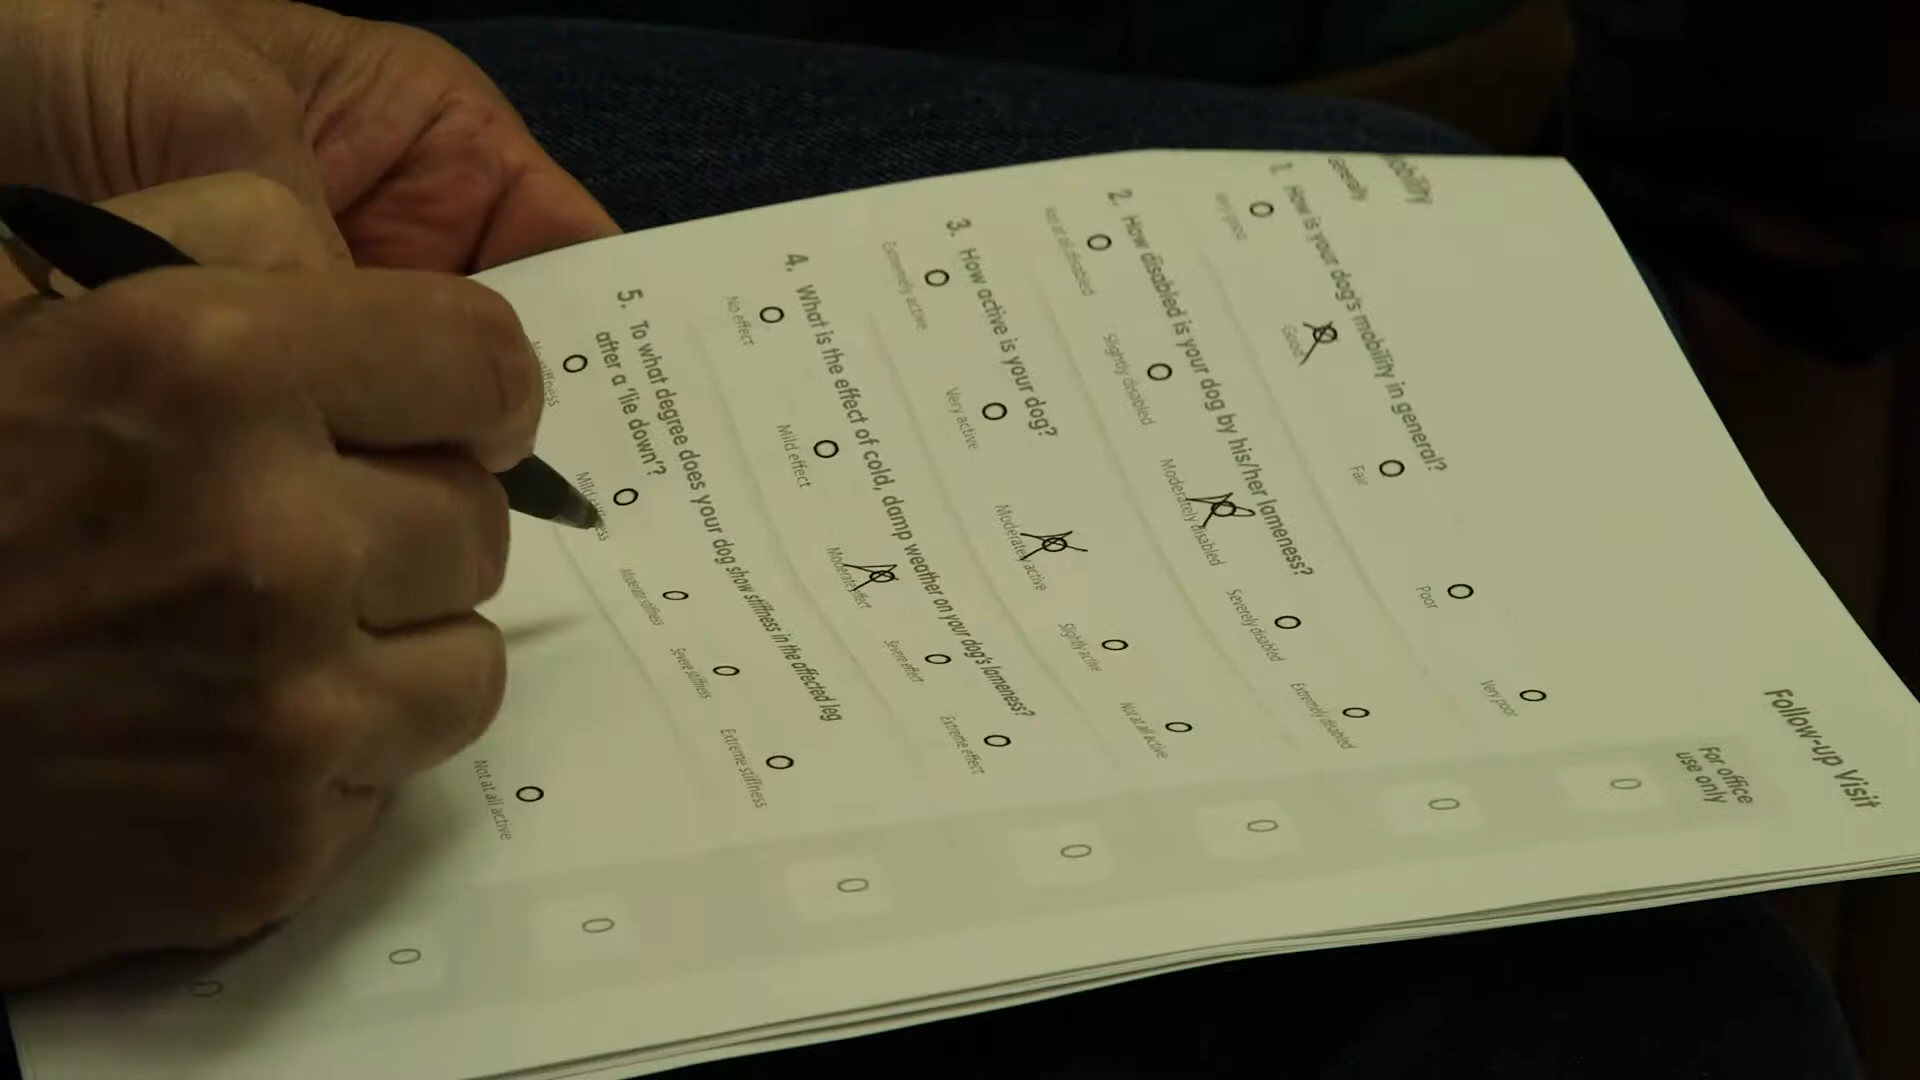 Follow-up Visit
obility
For office
use only
generally
1. How is your dog's mobility in general?
Very good Good Fair Poor Very poor
2. How disabled is your dog by his/her lameness?
Not at all disabled Slightly disabled Moderately disabled Severely disabled Extremely disabled
3. How active is your dog?
Extremely active Very active Moderately active Slightly active Not at all active
4. What is the effect of cold, damp weather on your dog's lameness?
No effect Mild effect Moderate effect Severe effect Extreme effect
5. To what degree does your dog show stiffness in the affected leg
after a 'lie down'?
No stiffness Mild stiffness Moderate stiffness Severe stiffness Extreme stiffness
Not at all active